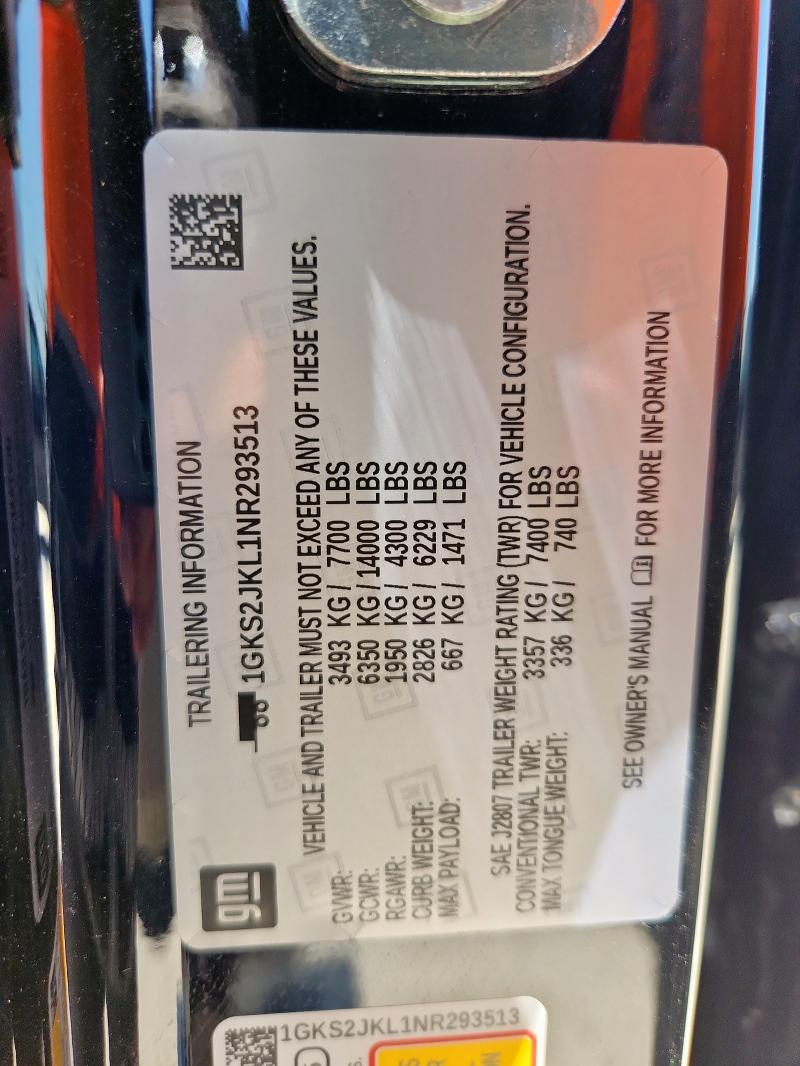 gm
TRAILERING INFORMATION
1GKS2JKL1NR293513
VEHICLE AND TRAILER MUST NOT EXCEED ANY OF THESE VALUES.
GVWR: 3493 KG / 7700 LBS
GCWR: 6350 KG / 14000 LBS
RGAWR: 1950 KG / 4300 LBS
CURB WEIGHT: 2826 KG / 6229 LBS
MAX PAYLOAD: 667 KG / 1471 LBS
SAE J2807 TRAILER WEIGHT RATING (TWR) FOR VEHICLE CONFIGURATION.
CONVENTIONAL TWR: 3357 KG / 7400 LBS
MAX TONGUE WEIGHT: 336 KG / 740 LBS
SEE OWNER'S MANUAL FOR MORE INFORMATION
1GKS2JKL1NR293513